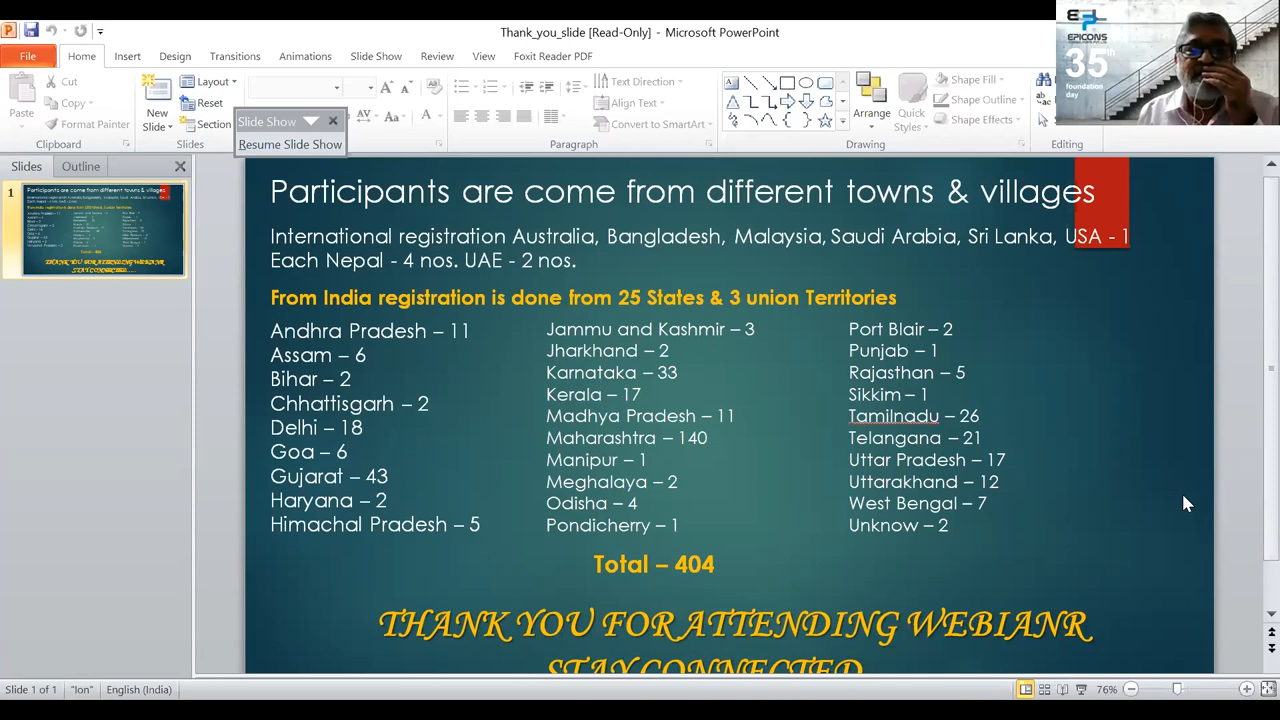 Thank_you_slide [Read-Only] - Microsoft PowerPoint
File Home Insert Design Transitions Animations Slide Show Review View Foxit Reader PDF
Paste
Cut
Copy
Format Painter
Clipboard
New
Slide
Layout
Reset
Section
Slide Show
Resume Slide Show
Text Direction
Align Text
Convert to SmartArt
Paragraph
Arrange
Quick
Styles
Shape Fill
Shape Outline
Shape Effects
Drawing
Editing
EPICONS
35th
foundation
day
Slides Outline
1
Participants are come from different towns & villages
International registration Australia, Bangladesh, Malaysia, Saudi Arabia, Sri Lanka, USA - 1
Each Nepal - 4 nos. UAE - 2 nos.
From India registration is done from 25 States & 3 union Territories
Andhra Pradesh – 11
Assam – 6
Bihar – 2
Chhattisgarh – 2
Delhi – 18
Goa – 6
Gujarat – 43
Haryana – 2
Himachal Pradesh – 5
Jammu and Kashmir – 3
Jharkhand – 2
Karnataka – 33
Kerala – 17
Madhya Pradesh – 11
Maharashtra – 140
Manipur – 1
Meghalaya – 2
Odisha – 4
Pondicherry – 1
Port Blair – 2
Punjab – 1
Rajasthan – 5
Sikkim – 1
Tamilnadu – 26
Telangana – 21
Uttar Pradesh – 17
Uttarakhand – 12
West Bengal – 7
Unknow – 2
Total – 404
THANK YOU FOR ATTENDING WEBIANR
STAY CONNECTED
Slide 1 of 1 "Ion" English (India) 76%